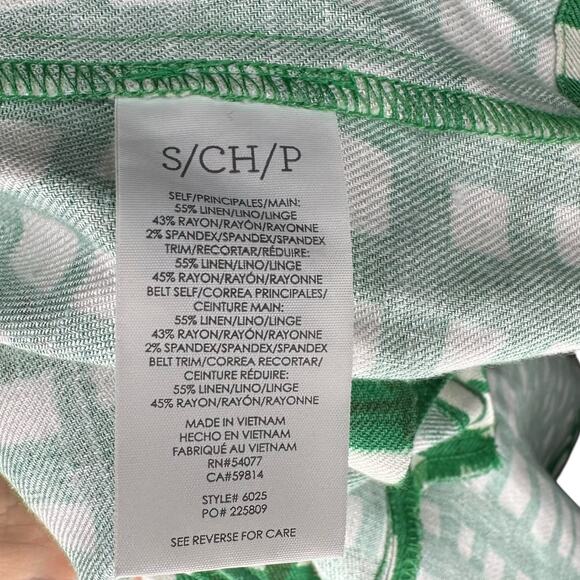 S/CH/P
SELF/PRINCIPALES/MAIN:
55% LINEN/LINO/LINGE
43% RAYON/RAYÓN/RAYONNE
2% SPANDEX/SPANDEX/SPANDEX
TRIM/RECORTAR/RÉDUIRE:
55% LINEN/LINO/LINGE
45% RAYON/RAYÓN/RAYONNE
BELT SELF/CORREA PRINCIPALES/
CEINTURE MAIN:
55% LINEN/LINO/LINGE
43% RAYON/RAYÓN/RAYONNE
2% SPANDEX/SPANDEX/SPANDEX
BELT TRIM/CORREA RECORTAR/
CEINTURE RÉDUIRE:
55% LINEN/LINO/LINGE
45% RAYON/RAYÓN/RAYONNE
MADE IN VIETNAM
HECHO EN VIETNAM
FABRIQUÉ AU VIETNAM
RN#54077
CA#59814
STYLE# 6025
PO# 225809
SEE REVERSE FOR CARE